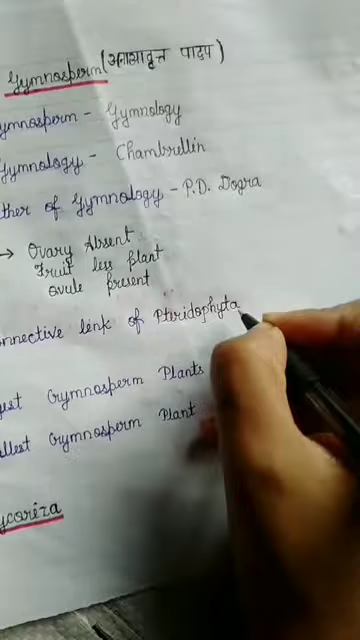 Gymnosperm (अनावृत्त पादप)
ymnosperm - Gymnology
Gymnology - Chambrellin
ther of Gymnology - P.D. Dogra
→ Ovary Absent
Fruit less plant
Ovule present
nnective link of Pteridophyta
est Gymnosperm Plants
allest Gymnosperm Plant
ycoriza